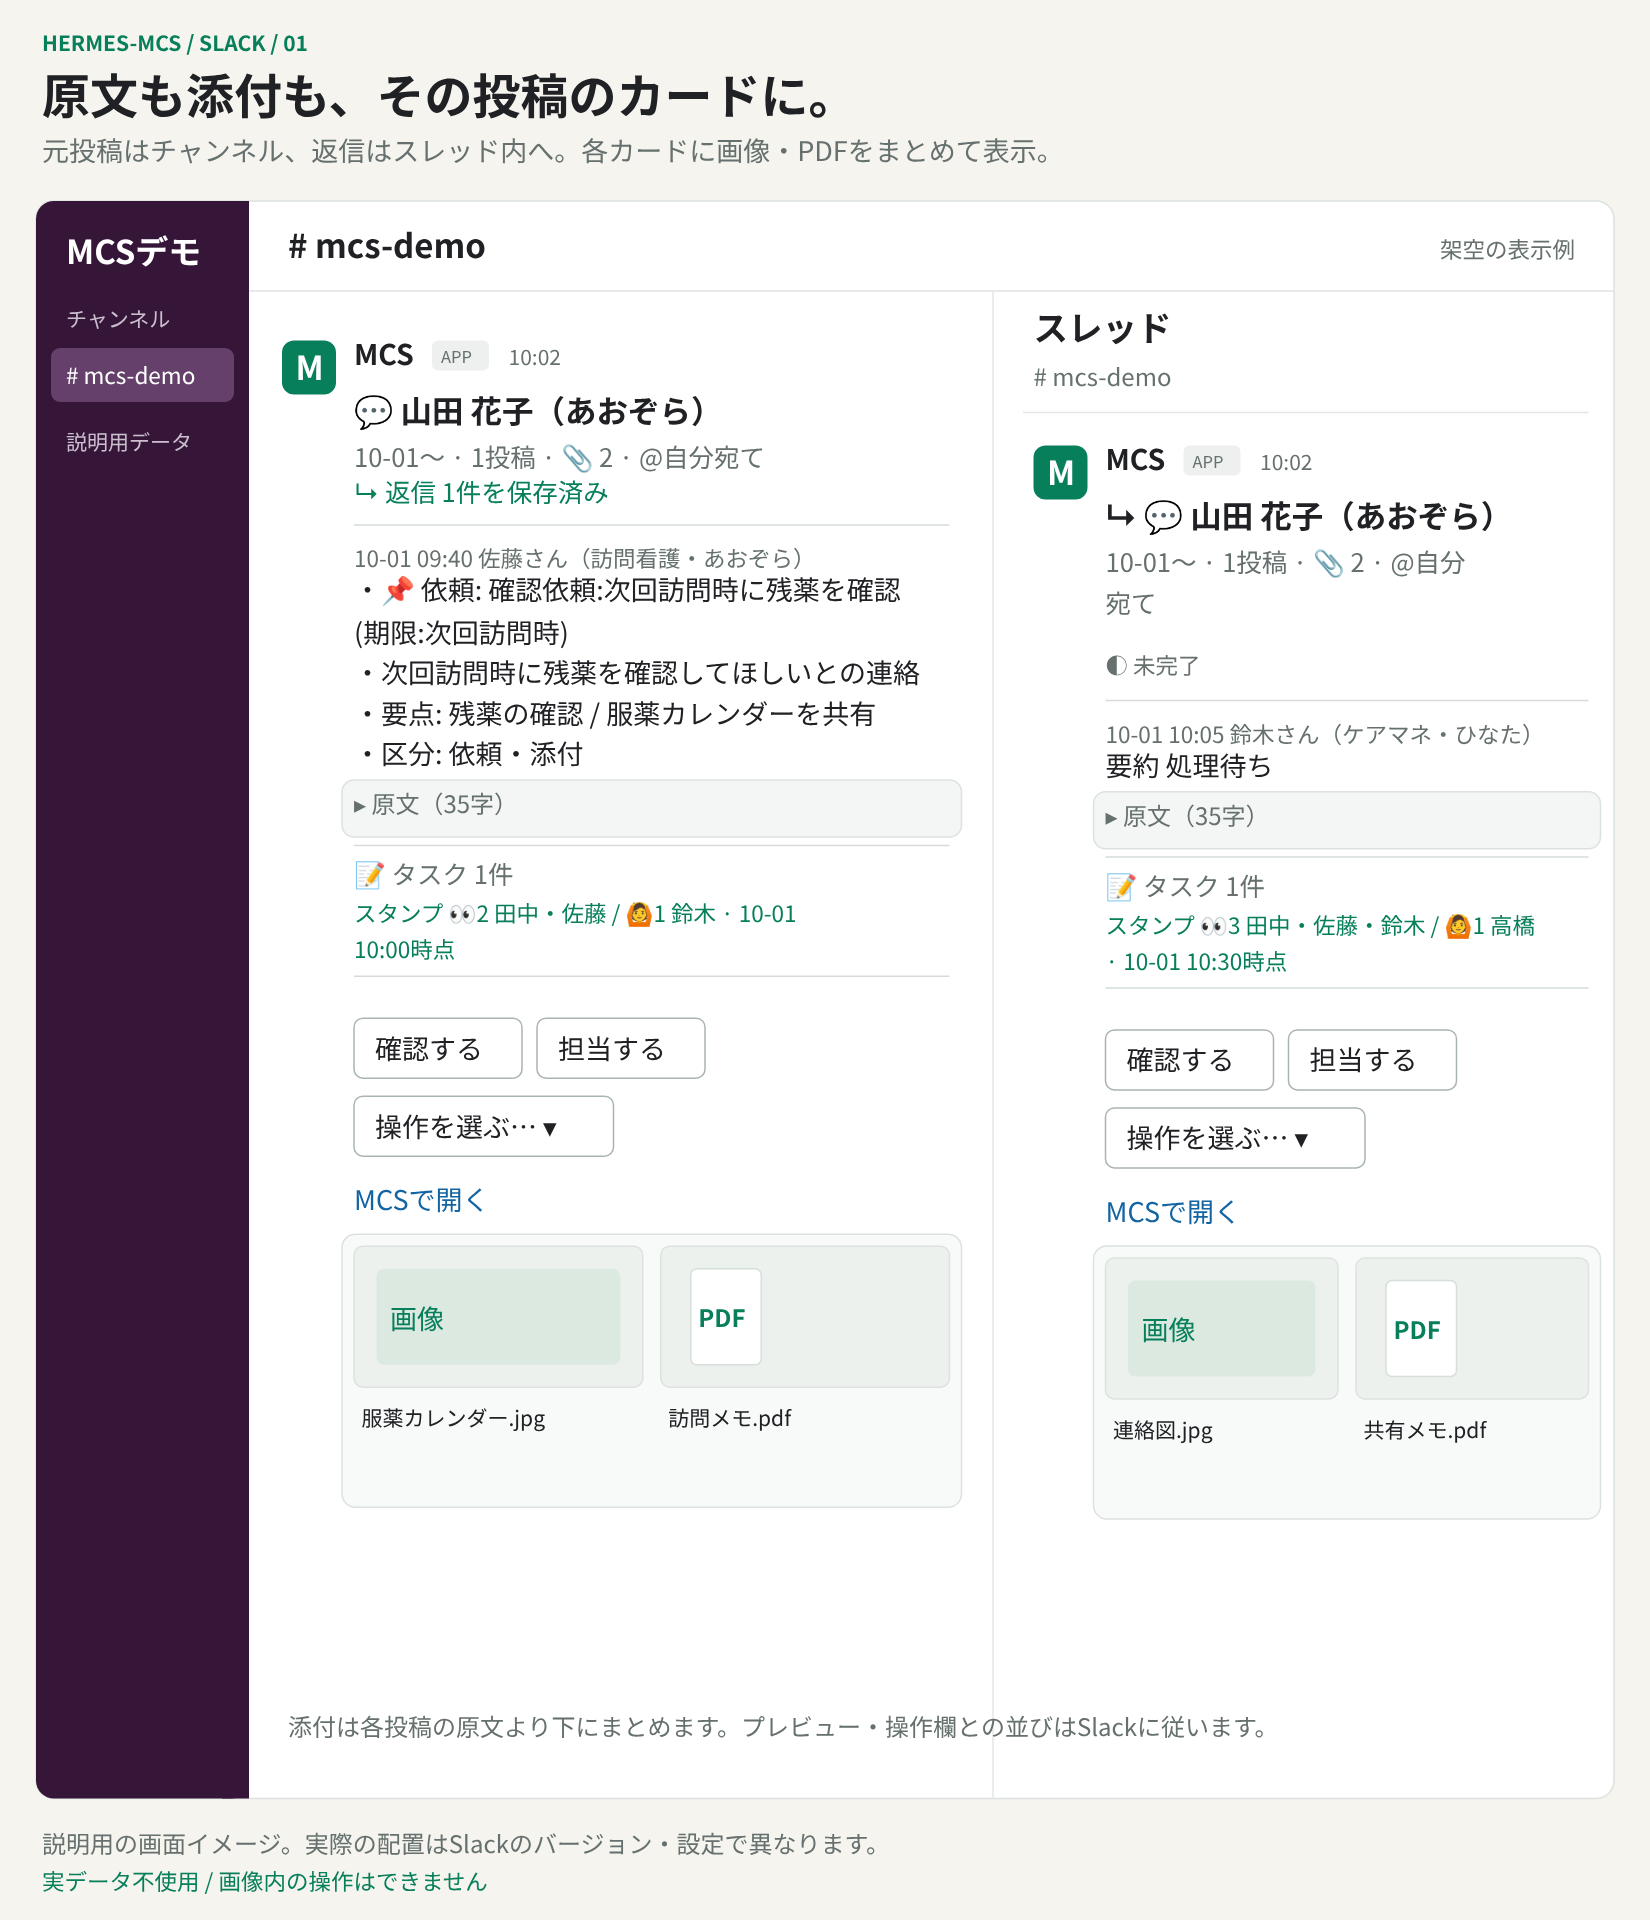 HERMES-MCS / SLACK / 01
原文も添付も、その投稿のカードに。
元投稿はチャンネル、返信はスレッド内へ。各カードに画像・PDFをまとめて表示。
MCSデモ
チャンネル
# mcs-demo
説明用データ
# mcs-demo
架空の表示例
M
MCS APP 10:02
💬 山田 花子（あおぞら）
10-01〜 · 1投稿 · 📎 2 · @自分宛て
↳ 返信 1件を保存済み
10-01 09:40 佐藤さん（訪問看護・あおぞら）
・📌 依頼: 確認依頼:次回訪問時に残薬を確認
(期限:次回訪問時)
・次回訪問時に残薬を確認してほしいとの連絡
・要点: 残薬の確認 / 服薬カレンダーを共有
・区分: 依頼・添付
▸ 原文（35字）
📝 タスク 1件
スタンプ 👀2 田中・佐藤 / 🙆1 鈴木 · 10-01
10:00時点
確認する 担当する
操作を選ぶ… ▾
MCSで開く
画像
PDF
服薬カレンダー.jpg
訪問メモ.pdf
スレッド
# mcs-demo
M
MCS APP 10:02
↳ 💬 山田 花子（あおぞら）
10-01〜 · 1投稿 · 📎 2 · @自分
宛て
◐ 未完了
10-01 10:05 鈴木さん（ケアマネ・ひなた）
要約 処理待ち
▸ 原文（35字）
📝 タスク 1件
スタンプ 👀3 田中・佐藤・鈴木 / 🙆1 高橋
· 10-01 10:30時点
確認する 担当する
操作を選ぶ… ▾
MCSで開く
画像
PDF
連絡図.jpg
共有メモ.pdf
添付は各投稿の原文より下にまとめます。プレビュー・操作欄との並びはSlackに従います。
説明用の画面イメージ。実際の配置はSlackのバージョン・設定で異なります。
実データ不使用 / 画像内の操作はできません